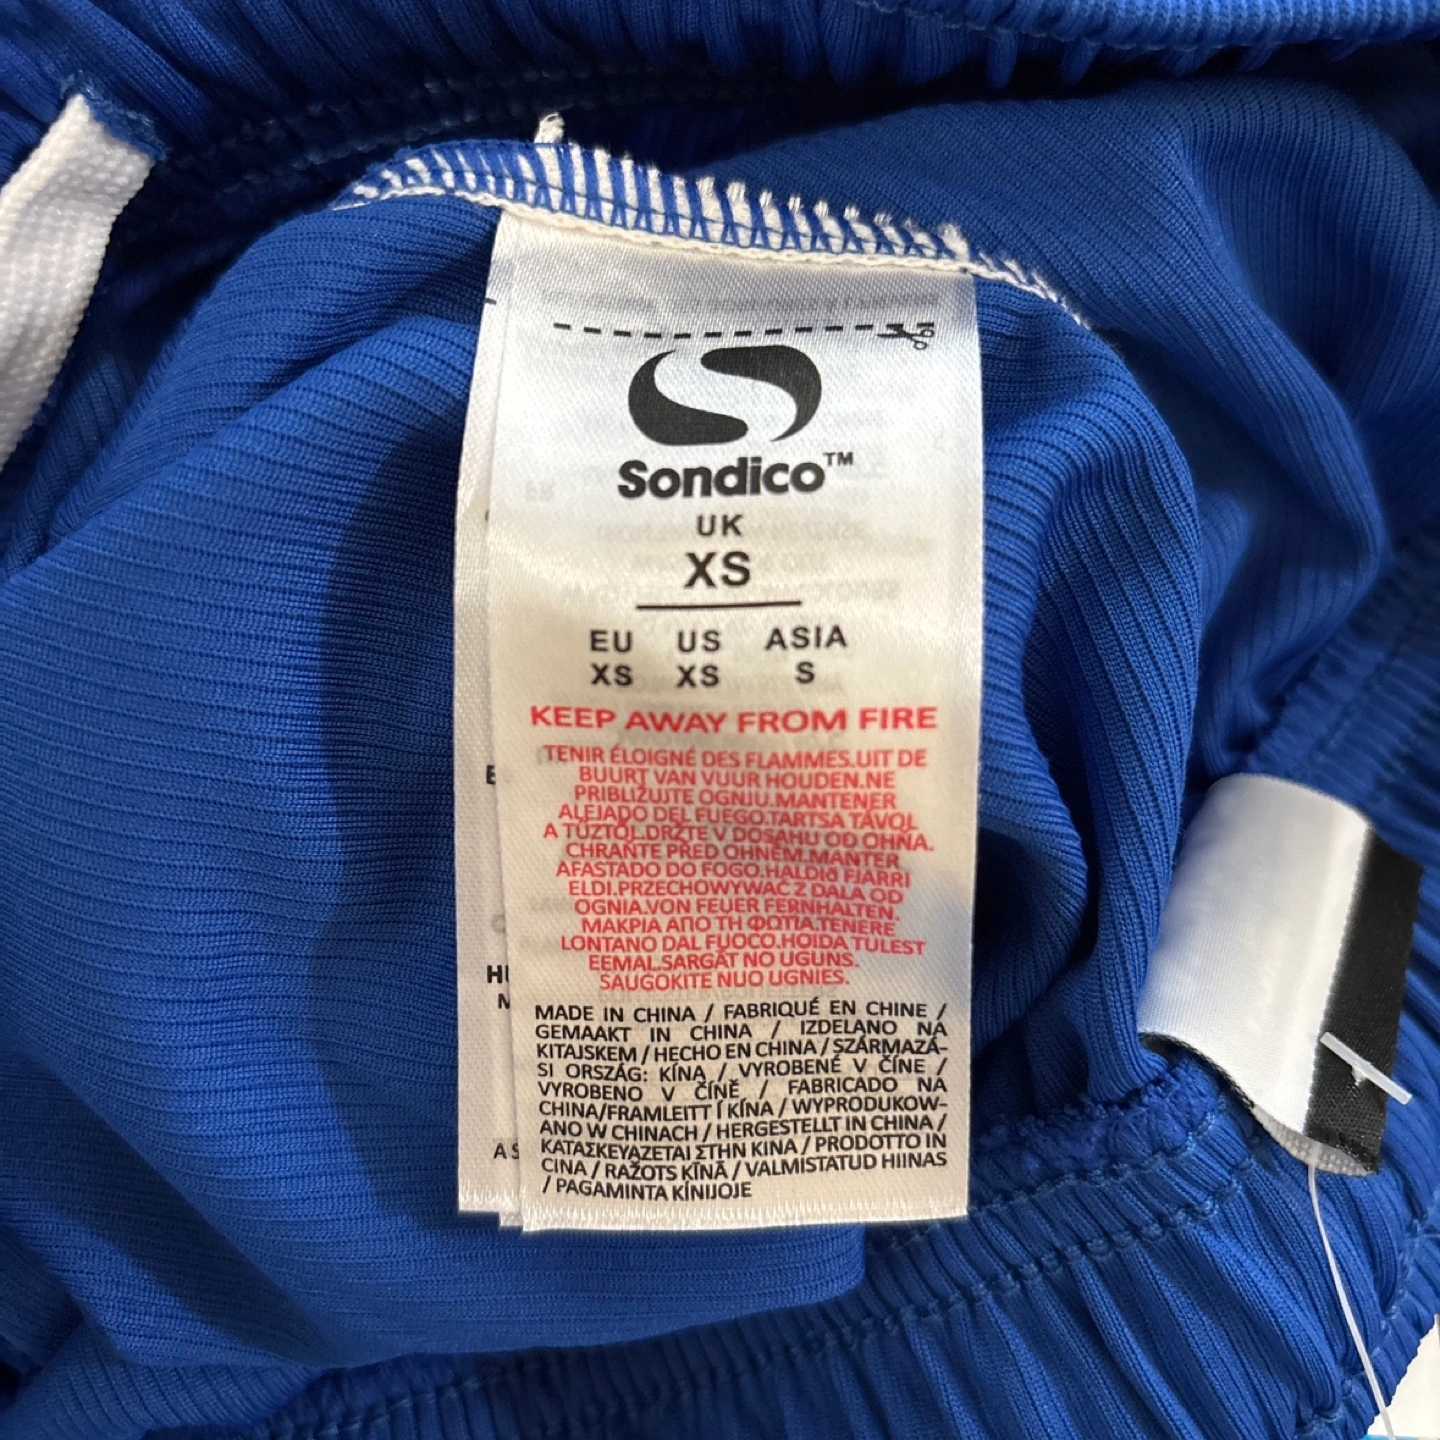 Sondico™
UK
XS
EU US ASIA
XS XS S
KEEP AWAY FROM FIRE
TENIR ÉLOIGNÉ DES FLAMMES.UIT DE
BUURT VAN VUUR HOUDEN.NE
PRIBLIŽUJTE OGNJU.MANTENER
ALEJADO DEL FUEGO.TARTSA TÁVOL
A TŰZTŐL.DRŽTE V DOSAHU OD OHŇA.
CHRAŇTE PŘED OHNĚM.MANTER
AFASTADO DO FOGO.HALDIð FJARRI
ELDI.PRZECHOWYWAĆ Z DALA OD
OGNIA.VON FEUER FERNHALTEN.
ΜΑΚΡΙΑ ΑΠΟ ΤΗ ΦΩΤΙΑ.TENERE
LONTANO DAL FUOCO.HOIDA TULEST
EEMAL.SARGĀT NO UGUNS.
SAUGOKITE NUO UGNIES.
MADE IN CHINA / FABRIQUÉ EN CHINE /
GEMAAKT IN CHINA / IZDELANO NA
KITAJSKEM / HECHO EN CHINA / SZÁRMAZÁ-
SI ORSZÁG: KÍNA / VYROBENÉ V ČÍNE /
VYROBENO V ČÍNĚ / FABRICADO NA
CHINA/FRAMLEITT Í KÍNA / WYPRODUKOW-
ANO W CHINACH / HERGESTELLT IN CHINA /
ΚΑΤΑΣΚΕΥΑΖΕΤΑΙ ΣΤΗΝ ΚΙΝΑ / PRODOTTO IN
CINA / RAŽOTS ĶĪNĀ / VALMISTATUD HIINAS
/ PAGAMINTA KÍNIJOJE